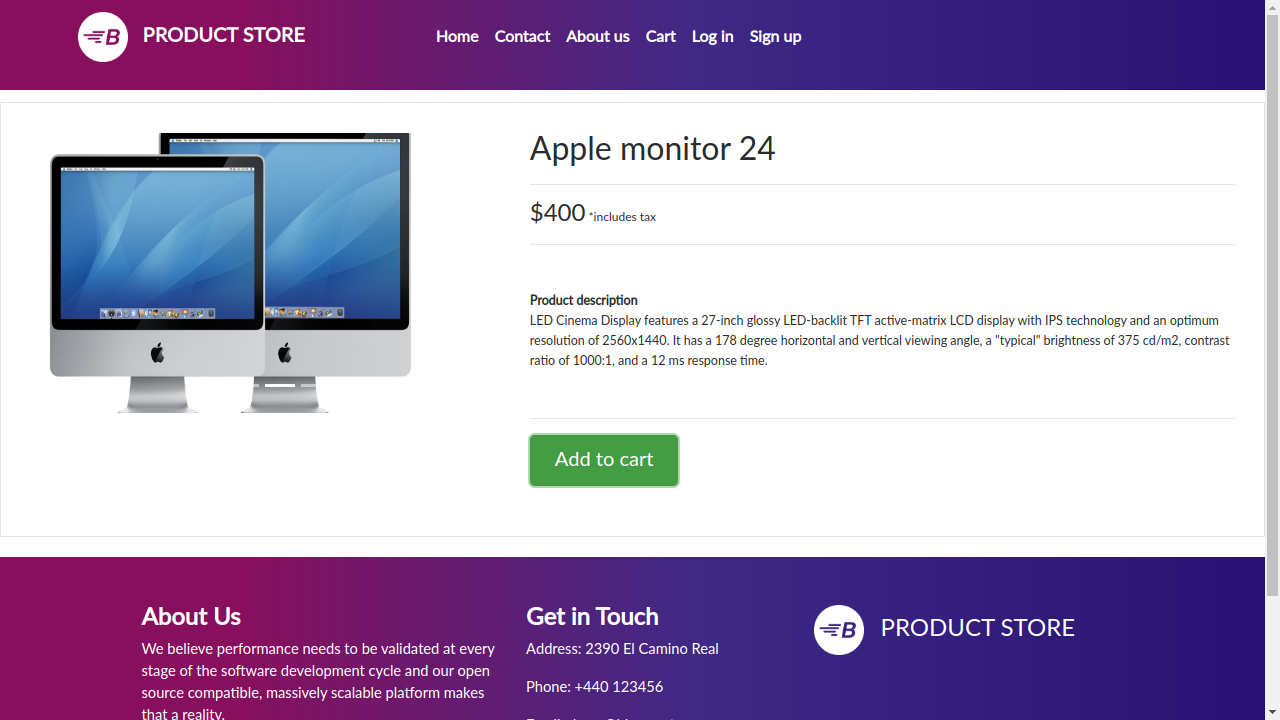 PRODUCT STORE
Home Contact About us Cart Log in Sign up
Apple monitor 24
$400 *includes tax
Product description
LED Cinema Display features a 27-inch glossy LED-backlit TFT active-matrix LCD display with IPS technology and an optimum
resolution of 2560x1440. It has a 178 degree horizontal and vertical viewing angle, a "typical" brightness of 375 cd/m2, contrast
ratio of 1000:1, and a 12 ms response time.
Add to cart
About Us
We believe performance needs to be validated at every
stage of the software development cycle and our open
source compatible, massively scalable platform makes
that a reality.
Get in Touch
Address: 2390 El Camino Real
Phone: +440 123456
B PRODUCT STORE